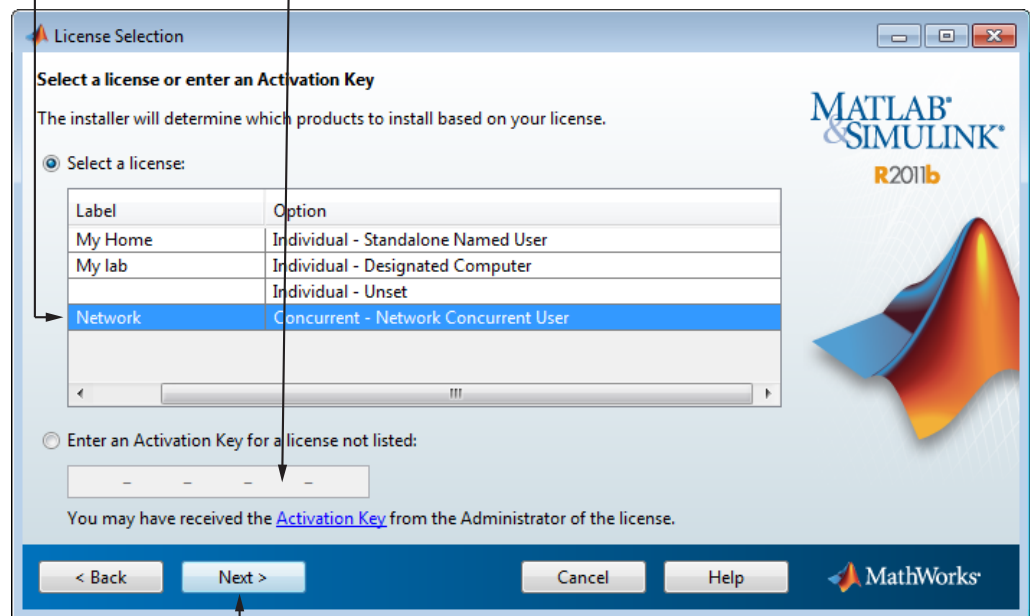 License Selection
Select a license or enter an Activation Key
The installer will determine which products to install based on your license.
MATLAB®
&SIMULINK®
R2011b
Select a license:
Label Option
My Home Individual - Standalone Named User
My lab Individual - Designated Computer
Individual - Unset
Network Concurrent - Network Concurrent User
Enter an Activation Key for a license not listed:
- - - -
You may have received the Activation Key from the Administrator of the license.
< Back Next > Cancel Help MathWorks®